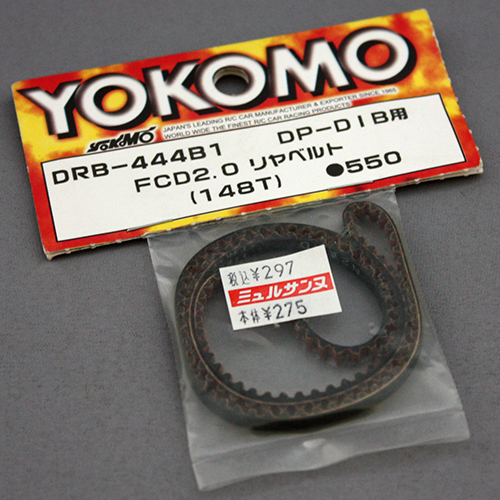 YOKOMO
YOKOMO
JAPAN'S LEADING R/C CAR MANUFACTURER & EXPORTER SINCE 1965
WORLD WIDE THE FINEST R/C CAR RACING PRODUCTS
DRB-444B1 DP-DIB用
FCD2.0 リヤベルト
(148T) ●550
税込¥297
ミュルサンヌ
本体¥275